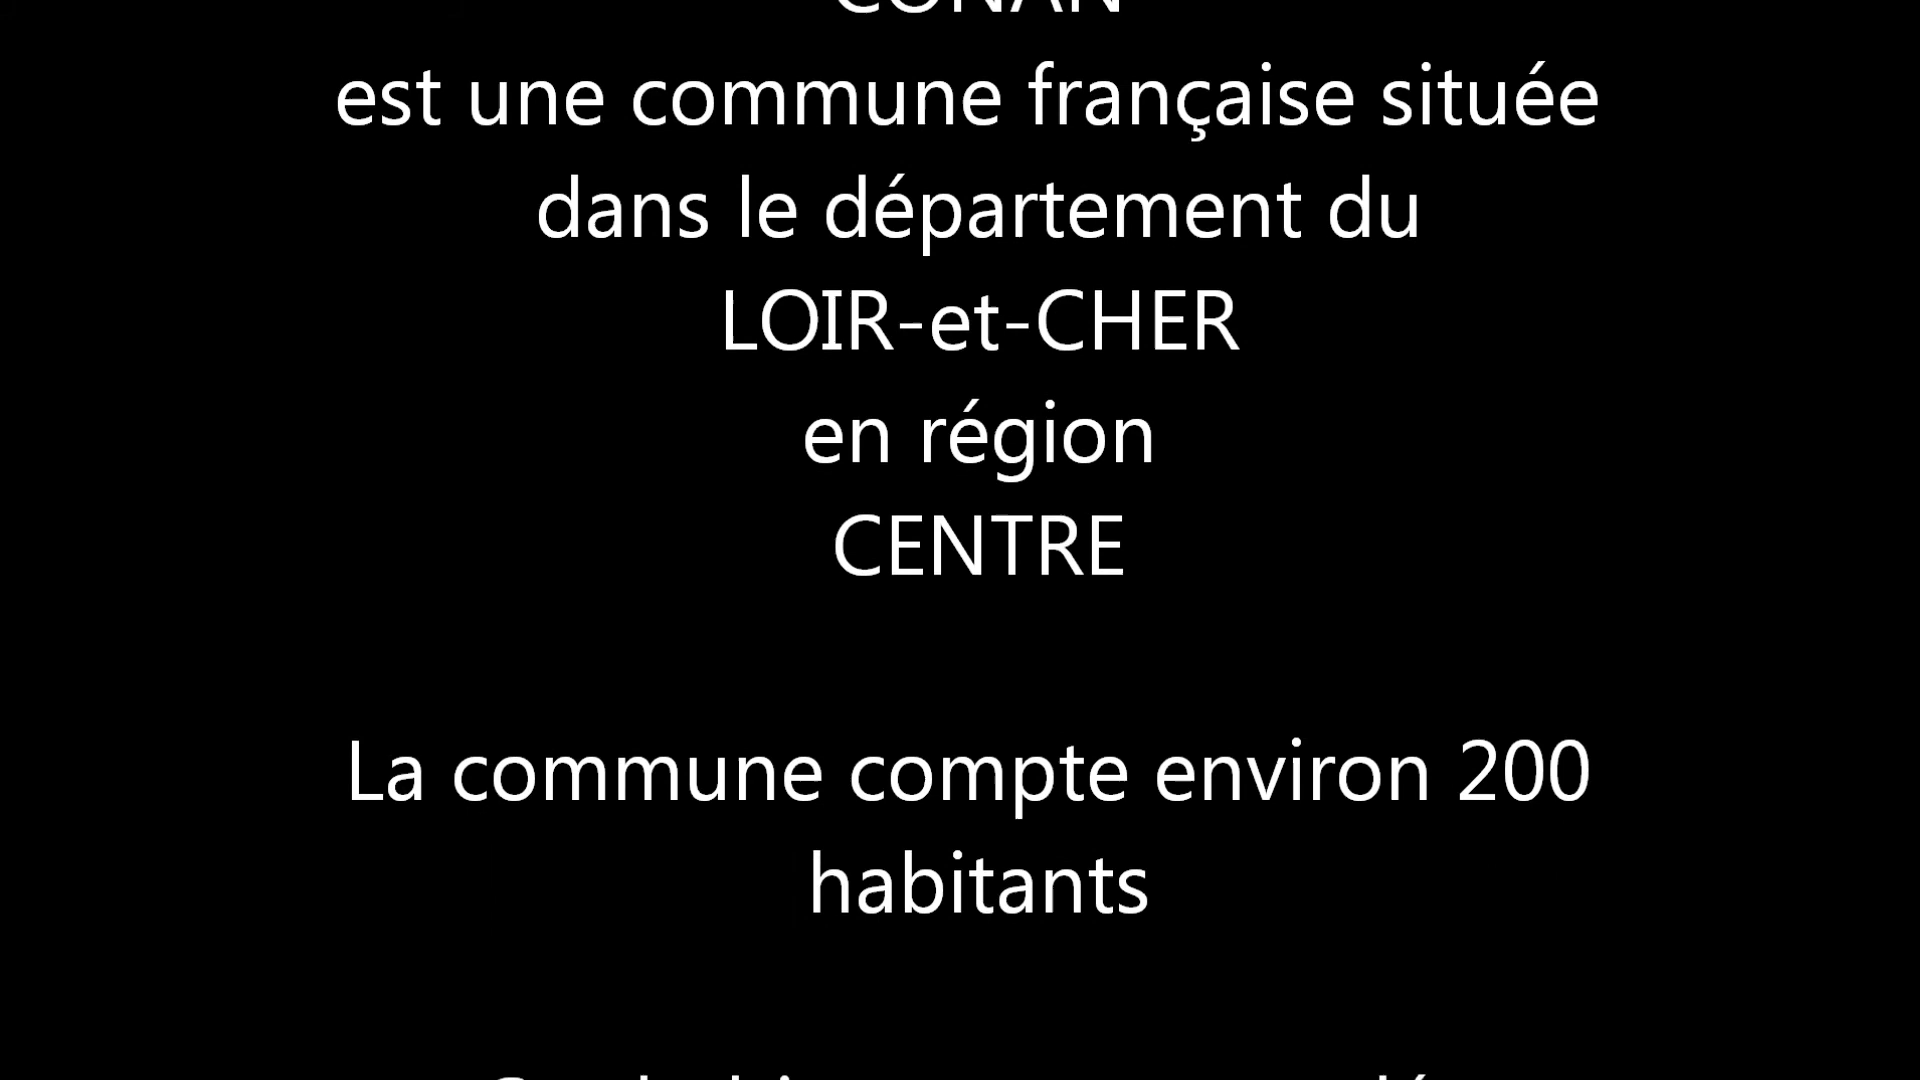 CONAN
est une commune française située
dans le département du
LOIR-et-CHER
en région
CENTRE
La commune compte environ 200
habitants